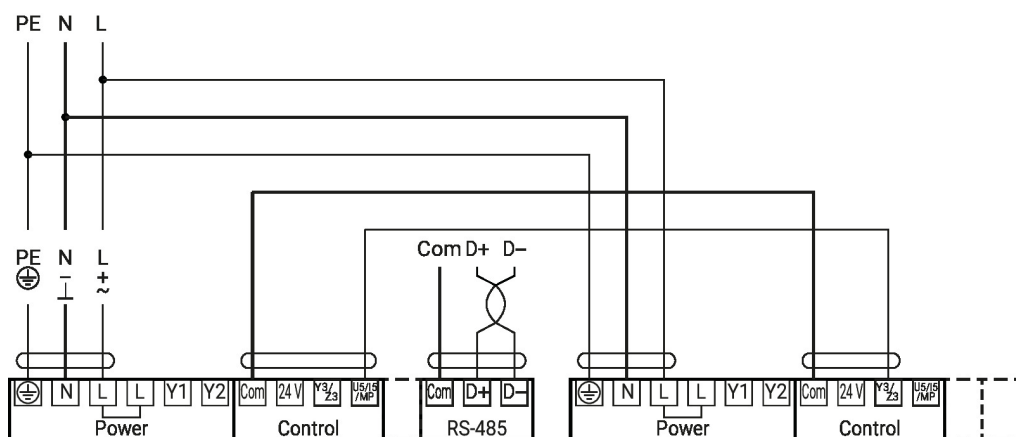 PE N L
Com D+ D–
PE N L
– +
~
N L L Y1 Y2 Com 24 V Y3/Z3 U5/I5/MP Com D+ D– N L L Y1 Y2 Com 24 V Y3/Z3 U5/I5/MP
Power Control RS-485 Power Control